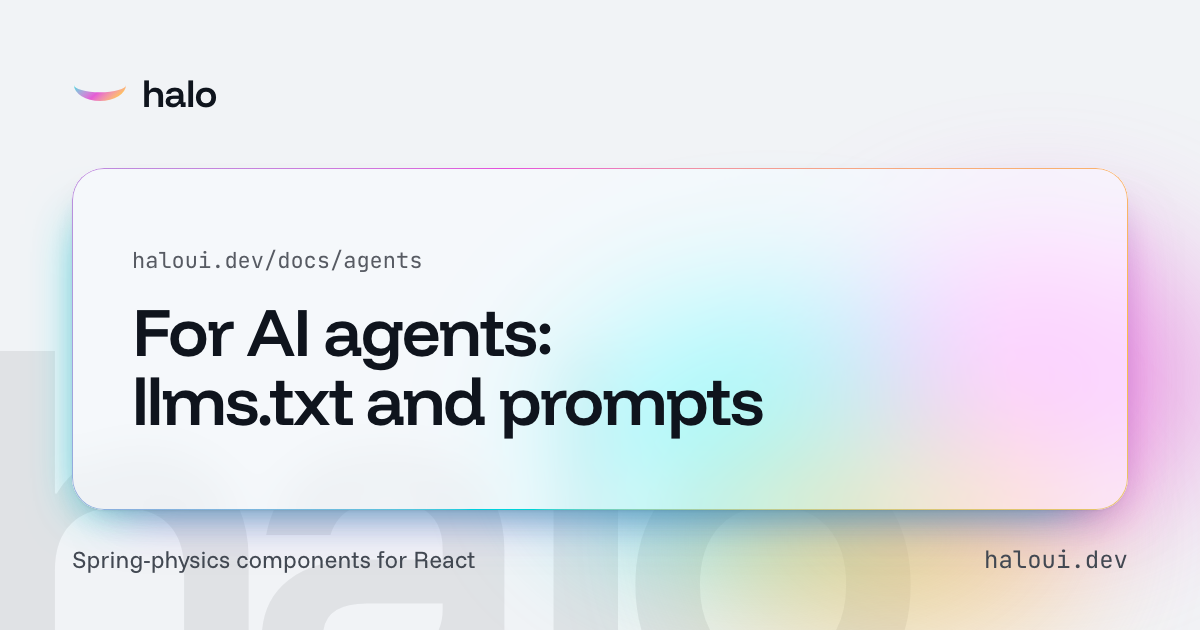 halo
haloui.dev/docs/agents
For AI agents:
llms.txt and prompts
halo
Spring-physics components for React
haloui.dev